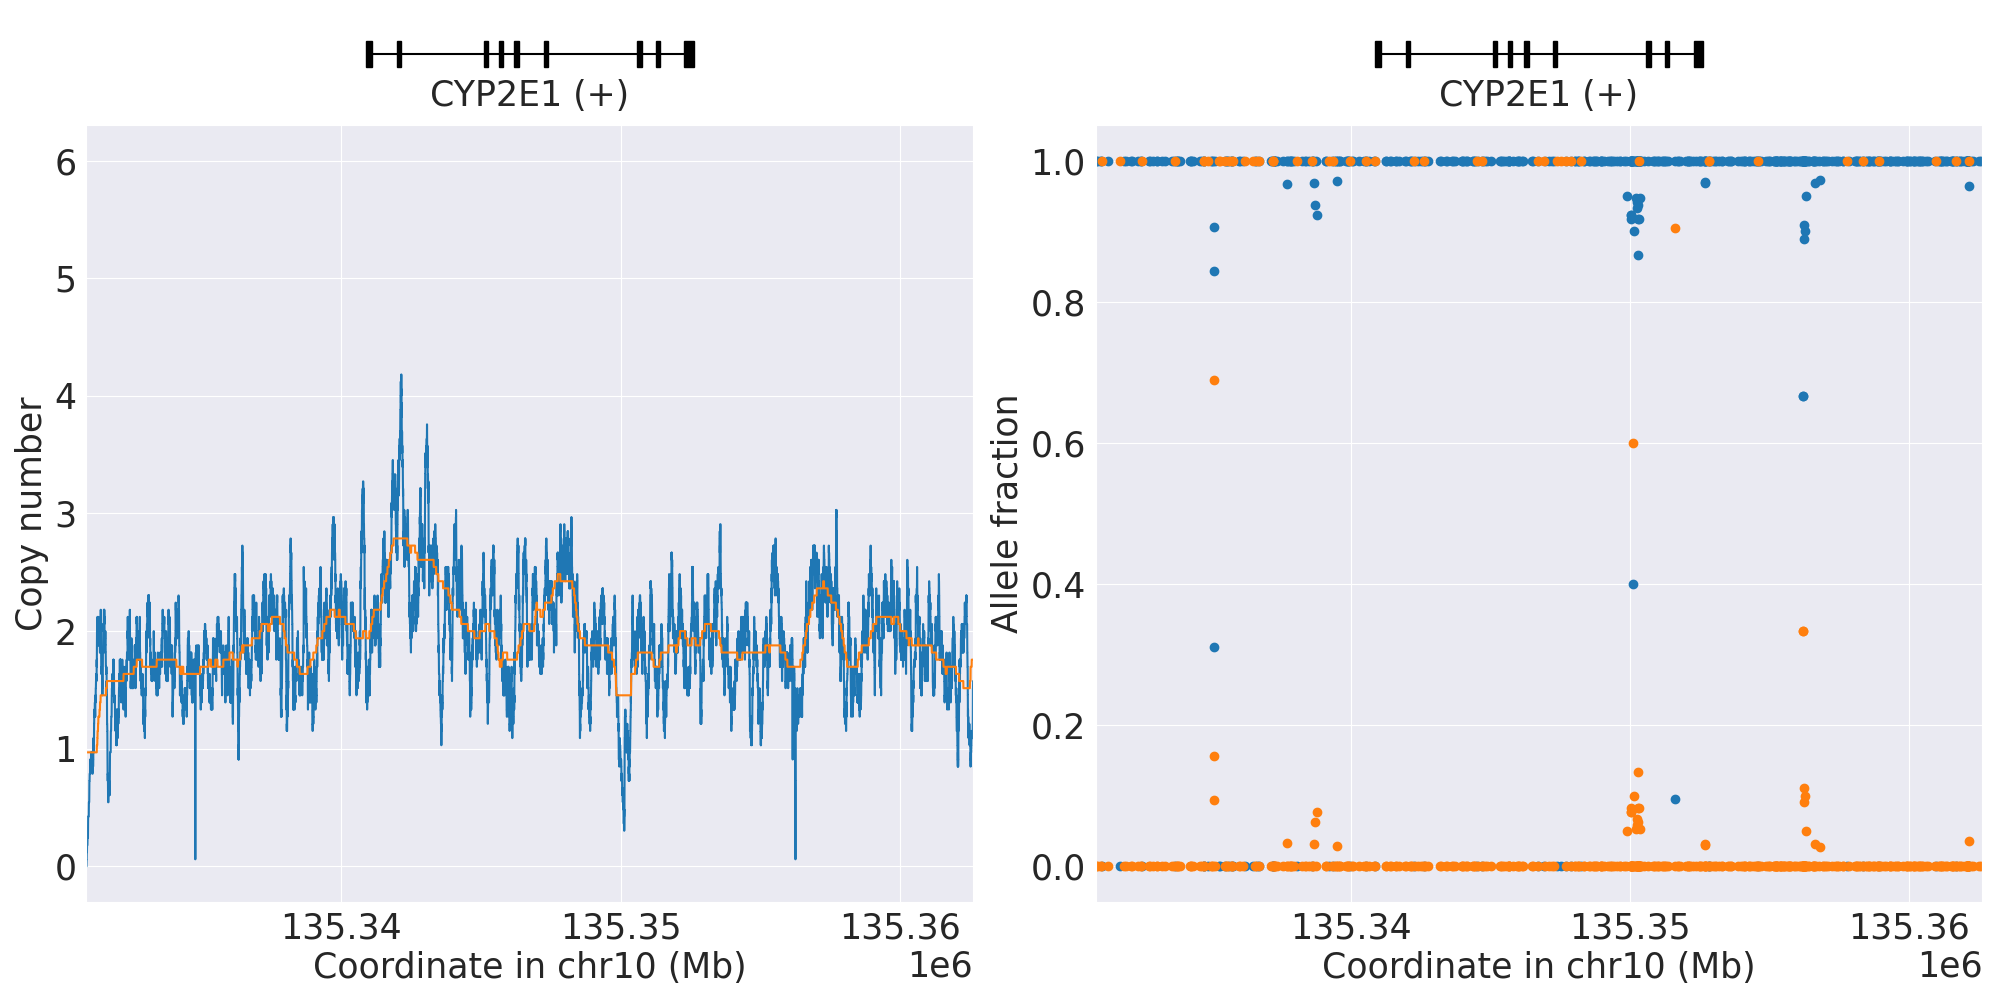 CYP2E1 (+)
6
5
4
3
2
1
0
Copy number
135.34
135.35
135.36
Coordinate in chr10 (Mb)
1e6
CYP2E1 (+)
1.0
0.8
0.6
0.4
0.2
0.0
Allele fraction
135.34
135.35
135.36
Coordinate in chr10 (Mb)
1e6